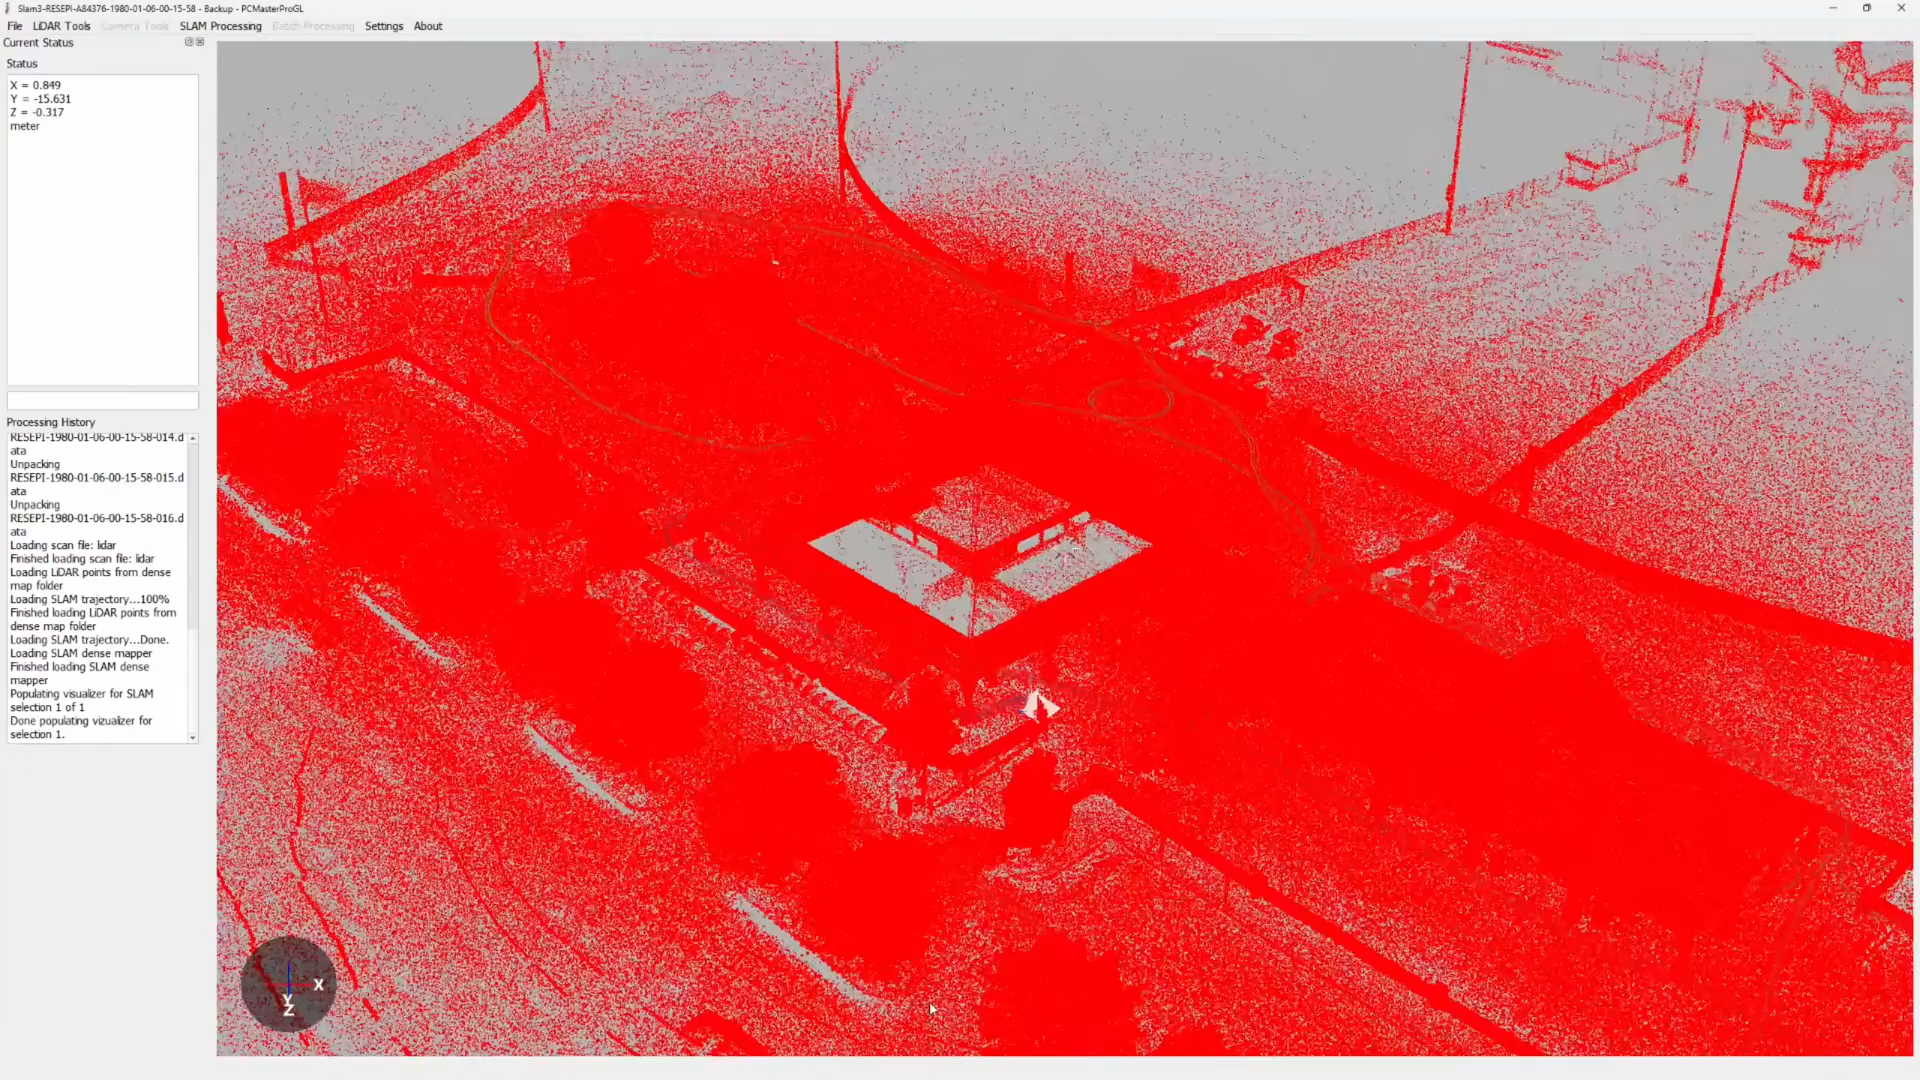 Slam3-RESEPI-A84376-1980-01-06-00-15-58 - Backup - PCMasterProGL
File LiDAR Tools Camera Tools SLAM Processing Batch Processing Settings About
Current Status
Status
X = 0.849
Y = -15.631
Z = -0.317
meter
Processing History
RESEPI-1980-01-06-00-15-58-014.d
ata
Unpacking
RESEPI-1980-01-06-00-15-58-015.d
ata
Unpacking
RESEPI-1980-01-06-00-15-58-016.d
ata
Loading scan file: lidar
Finished loading scan file: lidar
Loading LiDAR points from dense
map folder
Loading SLAM trajectory...100%
Finished loading LiDAR points from
dense map folder
Loading SLAM trajectory...Done.
Loading SLAM dense mapper
Finished loading SLAM dense
mapper
Populating visualizer for SLAM
selection 1 of 1
Done populating vizualizer for
selection 1.
X
Y
Z